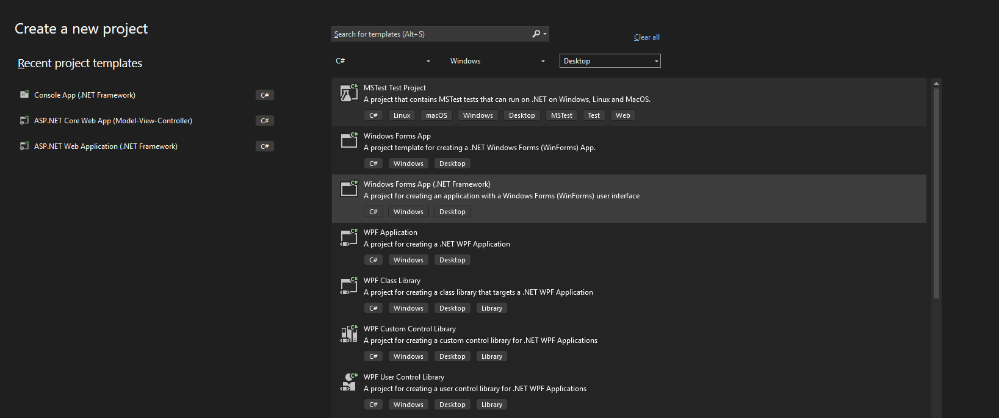 Create a new project
Search for templates (Alt+S)
Clear all
Recent project templates
C#
Windows
Desktop
Console App (.NET Framework)
C#
ASP.NET Core Web App (Model-View-Controller)
C#
ASP.NET Web Application (.NET Framework)
C#
C#
MSTest Test Project
A project that contains MSTest tests that can run on .NET on Windows, Linux and MacOS.
C# Linux macOS Windows Desktop MSTest Test Web
C#
Windows Forms App
A project template for creating a .NET Windows Forms (WinForms) App.
C# Windows Desktop
C#
Windows Forms App (.NET Framework)
A project for creating an application with a Windows Forms (WinForms) user interface
C# Windows Desktop
C#
WPF Application
A project for creating a .NET WPF Application
C# Windows Desktop
C#
WPF Class Library
A project for creating a class library that targets a .NET WPF Application
C# Windows Desktop Library
C#
WPF Custom Control Library
A project for creating a custom control library for .NET WPF Applications
C# Windows Desktop Library
C#
WPF User Control Library
A project for creating a user control library for .NET WPF Applications
C# Windows Desktop Library